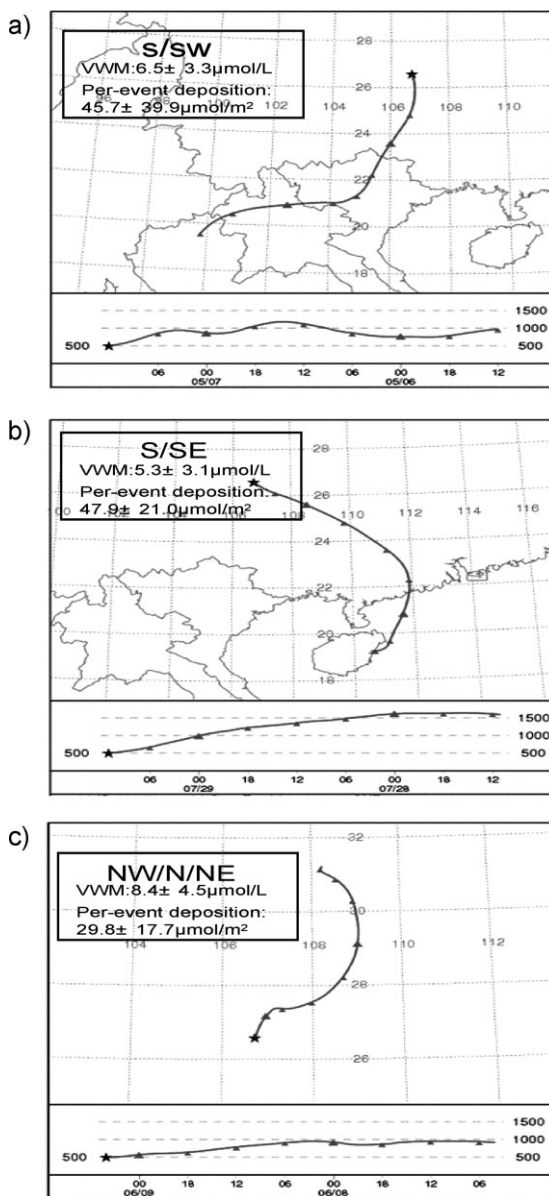 a)
S/SW
VWM:6.5± 3.3µmol/L
Per-event deposition:
45.7± 39.9µmol/m²
28
26
24
22
20
18
96
98
102
104
106
108
110
500
1500
1000
500
06 00 18 12 06 00 18 12
05/07 05/06
b)
S/SE
VWM:5.3± 3.1µmol/L
Per-event deposition:
47.9± 21.0µmol/m²
28
26
24
22
20
18
102
104
106
108
110
112
114
116
500
1500
1000
500
06 00 18 12 06 00 18 12
07/29 07/28
c)
NW/N/NE
VWM:8.4± 4.5µmol/L
Per-event deposition:
29.8± 17.7µmol/m²
32
30
28
26
104
106
108
110
112
500
1500
1000
500
00 18 12 06 00 18 12 06
06/09 06/08